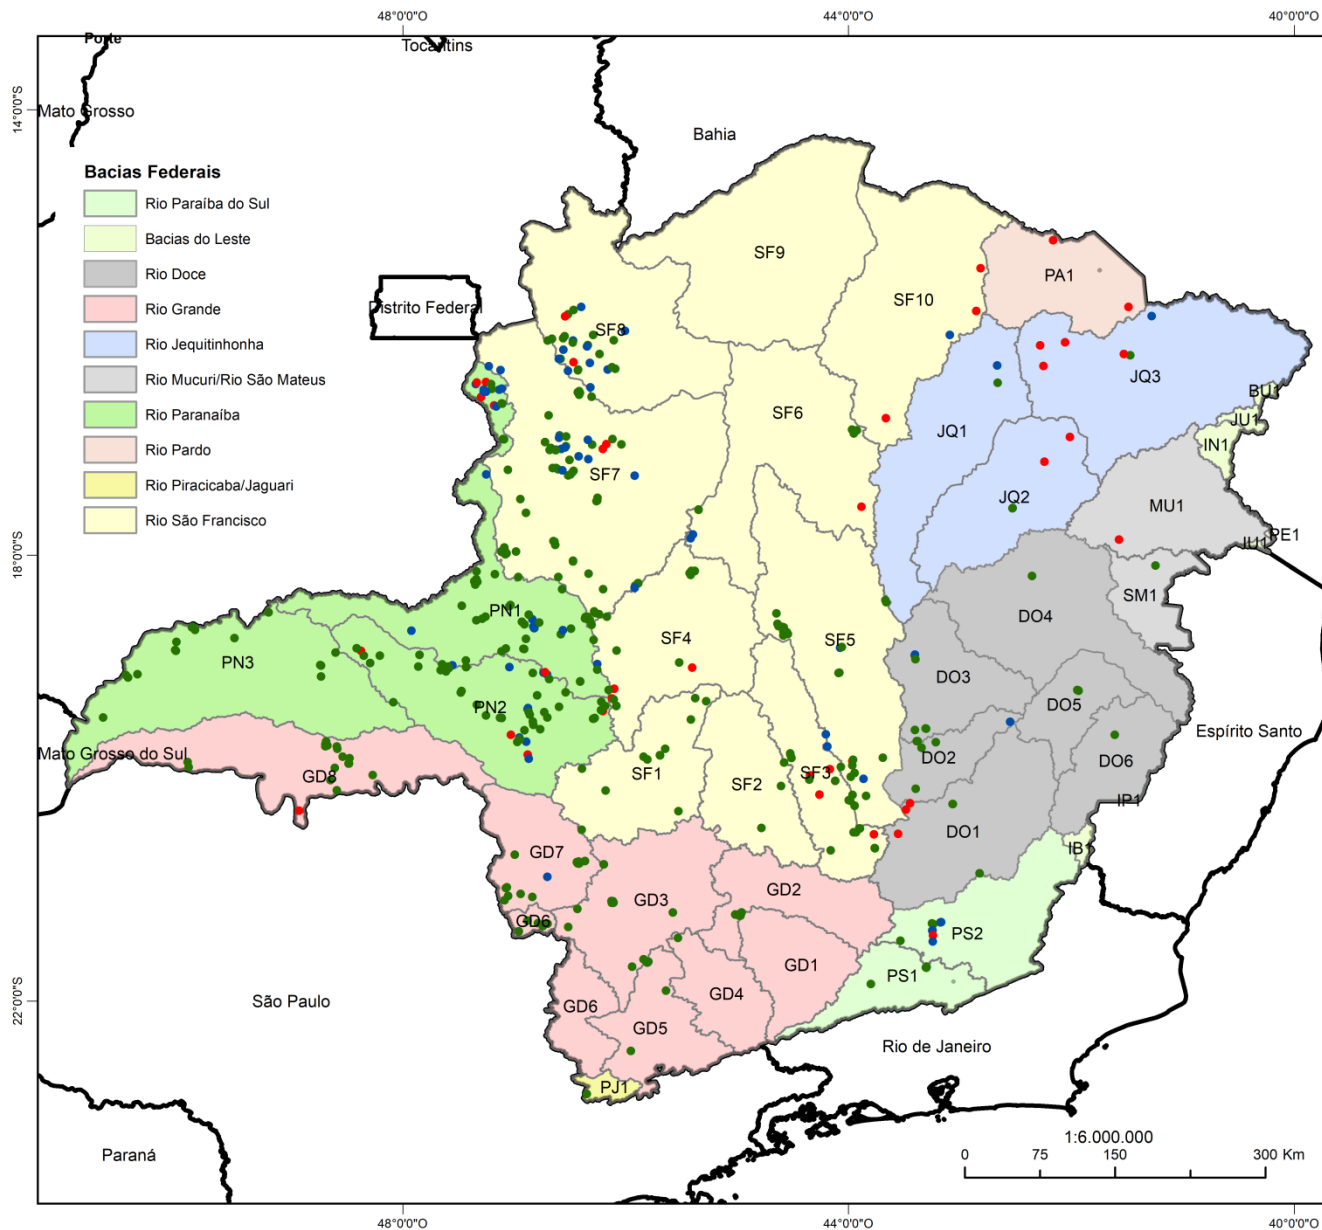 48°0'0"O
44°0'0"O
40°0'0"O
Porte
Tocantins
14°0'0"S
Mato Grosso
Bahia
Bacias Federais
Rio Paraíba do Sul
Bacias do Leste
Rio Doce
Rio Grande
Rio Jequitinhonha
Rio Mucuri/Rio São Mateus
Rio Paranaíba
Rio Pardo
Rio Piracicaba/Jaguari
Rio São Francisco
Distrito Federal
SF9
SF10
PA1
SF8
JQ3
BU1
JU1
IN1
SF6
JQ1
SF7
JQ2
MU1
PE1
IU1
18°0'0"S
SM1
PN1
DO4
SF4
SF5
PN3
DO3
PN2
DO5
Espírito Santo
Mato Grosso do Sul
DO2
DO6
GD8
SF1
SF2
SF3
IP1
DO1
IB1
GD7
GD2
GD3
GD6
PS2
GD1
PS1
22°0'0"S
São Paulo
GD6
GD4
GD5
Rio de Janeiro
PJ1
Paraná
1:6.000.000
0 75 150 300 Km
48°0'0"O
44°0'0"O
40°0'0"O